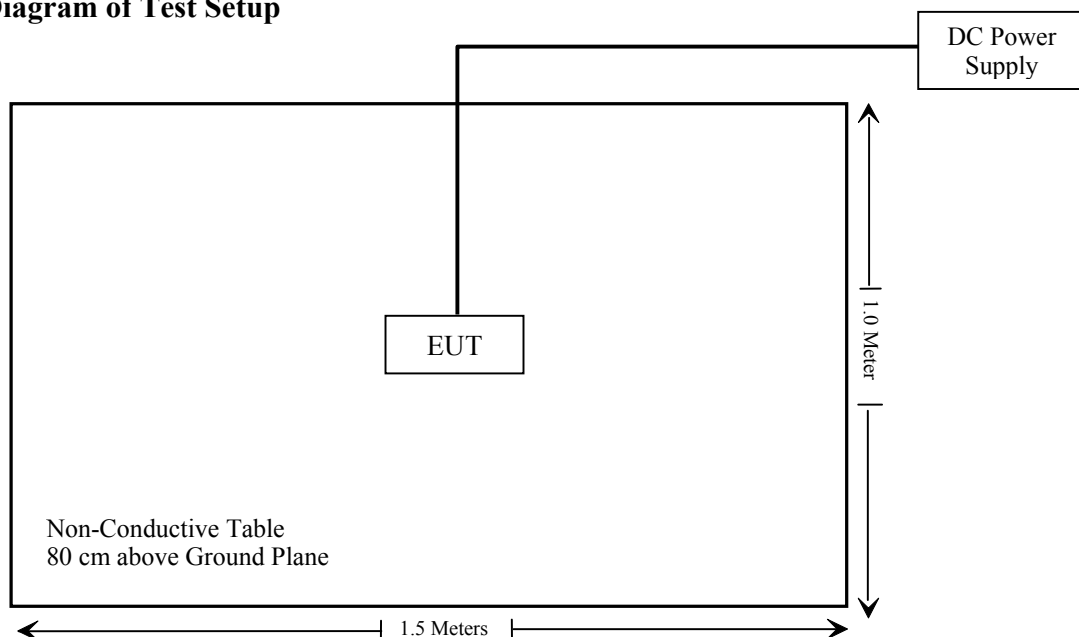 Diagram of Test Setup
DC Power
Supply
EUT
1.0 Meter
Non-Conductive Table
80 cm above Ground Plane
1.5 Meters